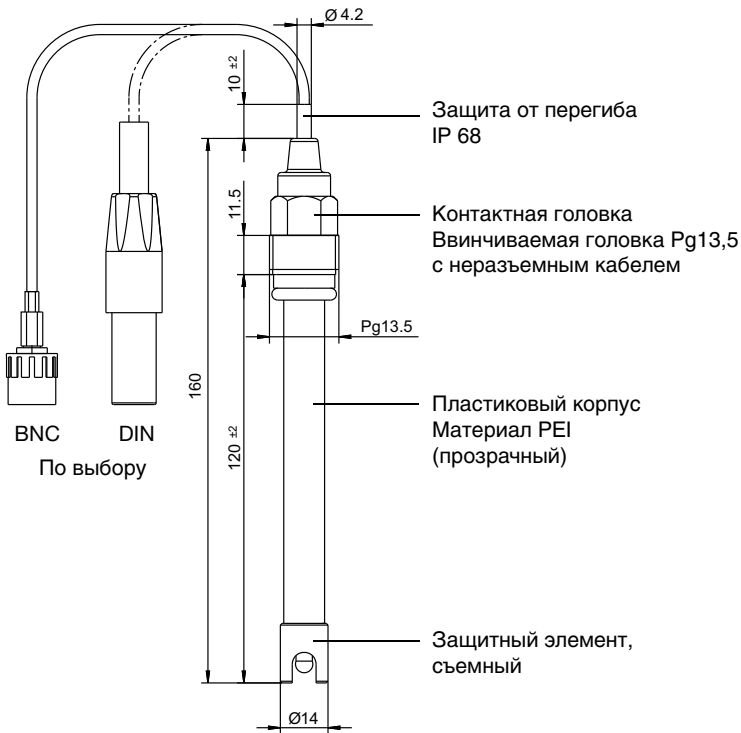 Ø 4.2
10 ±2
Защита от перегиба
IP 68
11.5
Контактная головка
Ввинчиваемая головка Pg13,5
с неразъемным кабелем
Pg13.5
160
120 ±2
Пластиковый корпус
Материал PEI
(прозрачный)
BNC DIN
По выбору
Защитный элемент,
съемный
Ø14